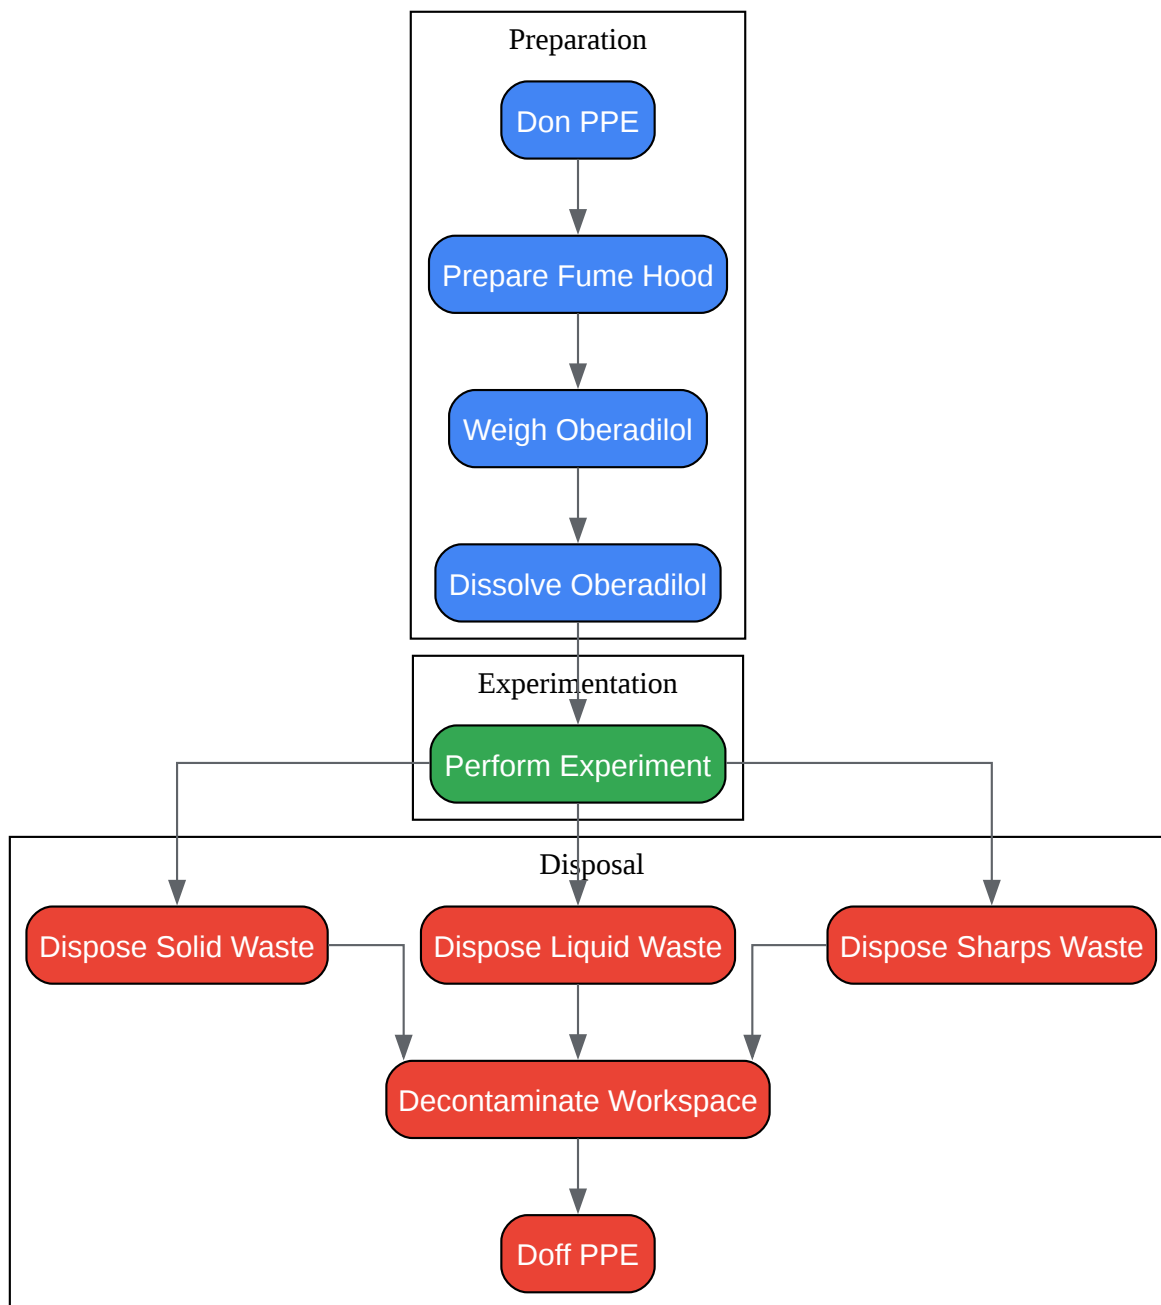 Preparation
Don PPE
Prepare Fume Hood
Weigh Oberadilol
Dissolve Oberadilol
Experimentation
Perform Experiment
Disposal
Dispose Solid Waste
Dispose Liquid Waste
Dispose Sharps Waste
Decontaminate Workspace
Doff PPE